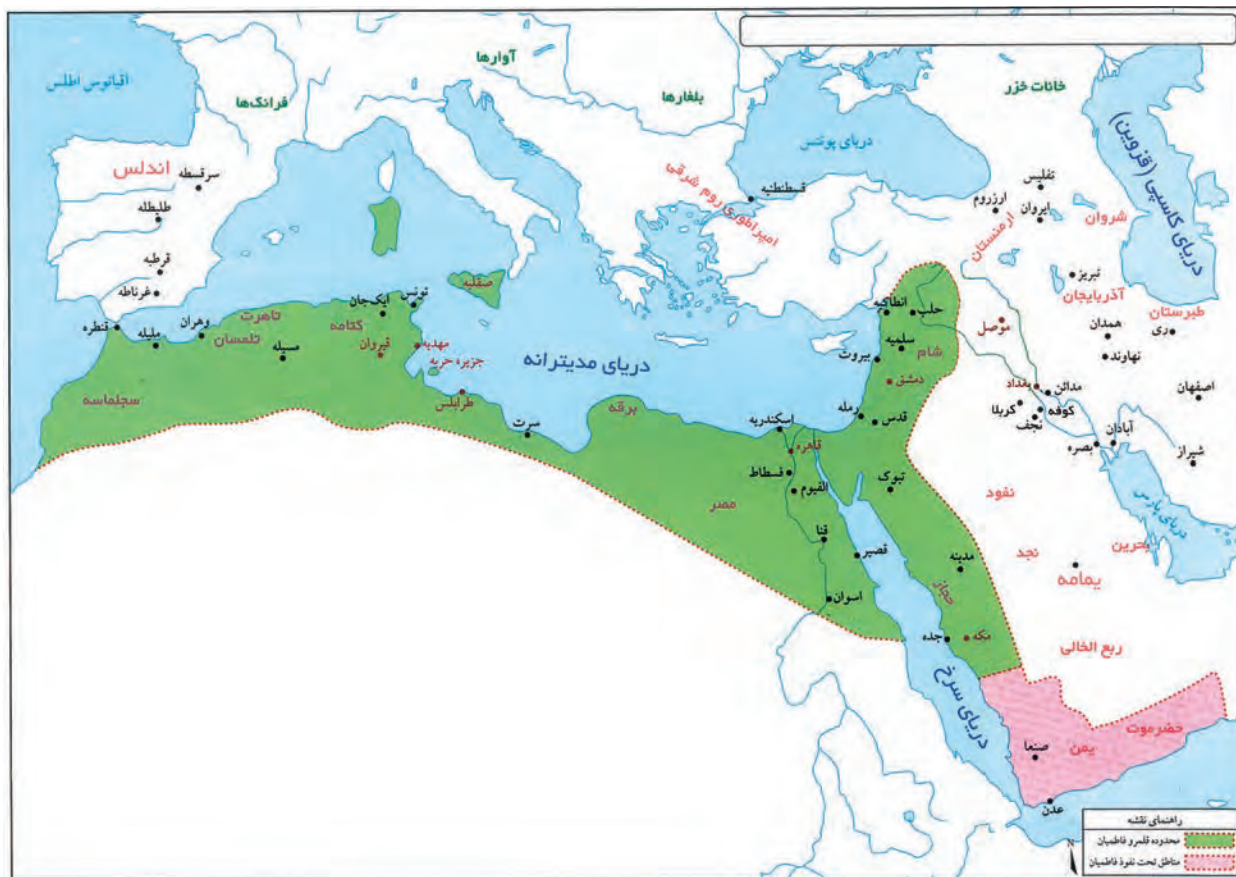 اقیانوس اطلس
فرانک‌ها
آوارها
بلغارها
خانات خزر
دریای کاسپی (قزوین)
دریای پونتس
اندلس
سرقسطه
طلیطله
قرطبه
غرناطه
قسطنطنیه
امپراطوری روم شرقی
ارزروم
ارمنستان
تفلیس
ایروان
شروان
تبریز
آذربایجان
طبرستان
ری
همدان
نهاوند
اصفهان
شیراز
موصل
بغداد
مدائن
کوفه
کربلا
نجف
بصره
آبادان
دریای پارس
بحرین
صقلیه
تونس
ایک‌جان
کتامه
تاهرت
تلمسان
وهران
ملیله
قنطره
مسیله
قیروان
مهدیه
جزیره جربه
سجلماسه
طرابلس
سرت
برقه
دریای مدیترانه
انطاکیه
حلب
سلمیه
شام
بیروت
دمشق
رمله
قدس
اسکندریه
قاهره
فسطاط
الفیوم
مصر
قنا
قصیر
اسوان
تبوک
مدینه
حجاز
جده
مکه
نفود
نجد
یمامه
ربع الخالی
دریای سرخ
حضرموت
یمن
صنعا
عدن
راهنمای نقشه
محدوده قلمرو فاطمیان
مناطق تحت نفوذ فاطمیان
N